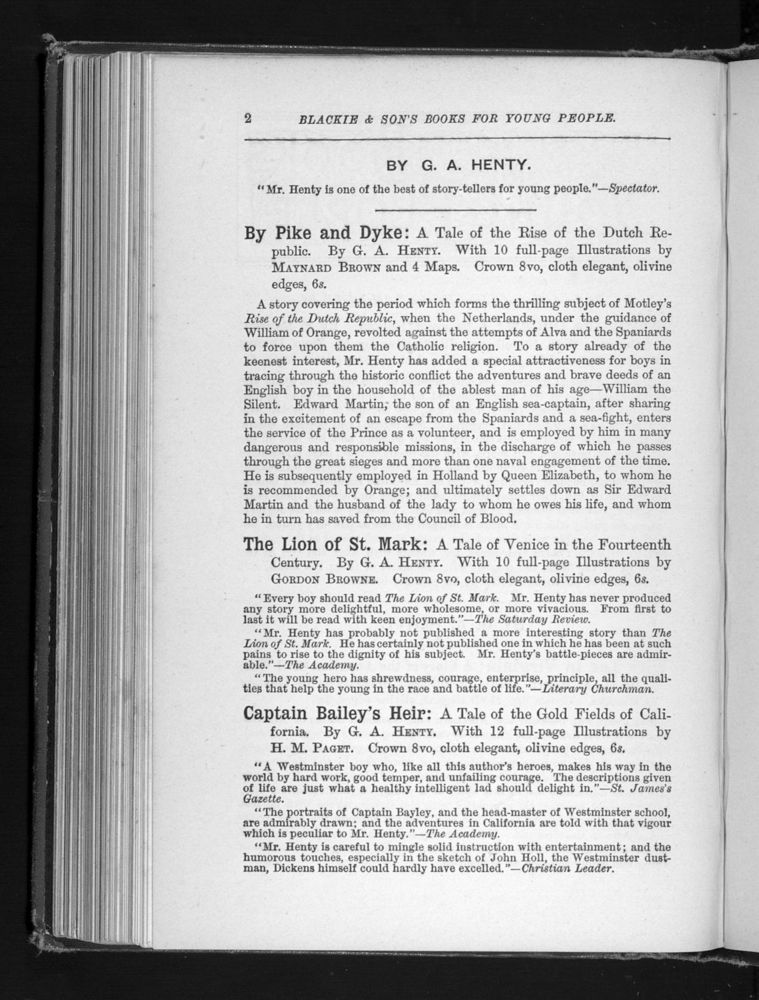 2 BLACKIE & SON'S BOOKS FOR YOUNG PEOPLE.
BY G. A. HENTY.
"Mr. Henty is one of the best of story-tellers for young people."—Spectator.
By Pike and Dyke: A Tale of the Rise of the Dutch Re-
public. By G. A. HENTY. With 10 full-page Illustrations by
MAYNARD BROWN and 4 Maps. Crown 8vo, cloth elegant, olivine
edges, 6s.
A story covering the period which forms the thrilling subject of Motley's
Rise of the Dutch Republic, when the Netherlands, under the guidance of
William of Orange, revolted against the attempts of Alva and the Spaniards
to force upon them the Catholic religion. To a story already of the
keenest interest, Mr. Henty has added a special attractiveness for boys in
tracing through the historic conflict the adventures and brave deeds of an
English boy in the household of the ablest man of his age—William the
Silent. Edward Martin, the son of an English sea-captain, after sharing
in the excitement of an escape from the Spaniards and a sea-fight, enters
the service of the Prince as a volunteer, and is employed by him in many
dangerous and responsible missions, in the discharge of which he passes
through the great sieges and more than one naval engagement of the time.
He is subsequently employed in Holland by Queen Elizabeth, to whom he
is recommended by Orange; and ultimately settles down as Sir Edward
Martin and the husband of the lady to whom he owes his life, and whom
he in turn has saved from the Council of Blood.
The Lion of St. Mark: A Tale of Venice in the Fourteenth
Century. By G. A. HENTY. With 10 full-page Illustrations by
GORDON BROWNE. Crown 8vo, cloth elegant, olivine edges, 6s.
"Every boy should read The Lion of St. Mark. Mr. Henty has never produced
any story more delightful, more wholesome, or more vivacious. From first to
last it will be read with keen enjoyment."—The Saturday Review.
"Mr. Henty has probably not published a more interesting story than The
Lion of St. Mark. He has certainly not published one in which he has been at such
pains to rise to the dignity of his subject. Mr. Henty's battle-pieces are admir-
able."—The Academy.
"The young hero has shrewdness, courage, enterprise, principle, all the quali-
ties that help the young in the race and battle of life."—Literary Churchman.
Captain Bailey's Heir: A Tale of the Gold Fields of Cali-
fornia. By G. A. HENTY. With 12 full-page Illustrations by
H. M. PAGET. Crown 8vo, cloth elegant, olivine edges, 6s.
"A Westminster boy who, like all this author's heroes, makes his way in the
world by hard work, good temper, and unfailing courage. The descriptions given
of life are just what a healthy intelligent lad should delight in."—St. James's
Gazette.
"The portraits of Captain Bayley, and the head-master of Westminster school,
are admirably drawn; and the adventures in California are told with that vigour
which is peculiar to Mr. Henty."—The Academy.
"Mr. Henty is careful to mingle solid instruction with entertainment; and the
humorous touches, especially in the sketch of John Holl, the Westminster dust-
man, Dickens himself could hardly have excelled."—Christian Leader.